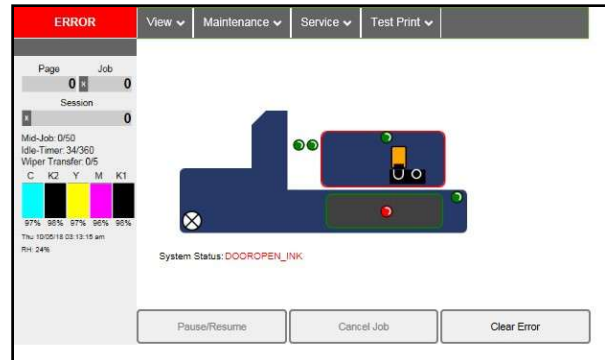 ERROR
View Maintenance Service Test Print
Page Job
0 x 0
Session
x 0
Mid-Job: 0/50
Idle-Timer: 34/360
Wiper Transfer: 0/5
C K2 Y M K1
97% 96% 97% 96% 96%
Thu 10/05/18 03:13:15 am
RH: 24%
System Status: DOOROPEN_INK
Pause/Resume Cancel Job Clear Error